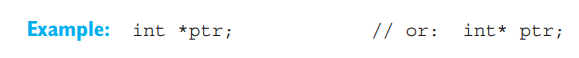 Example: int *ptr; // or: int* ptr;